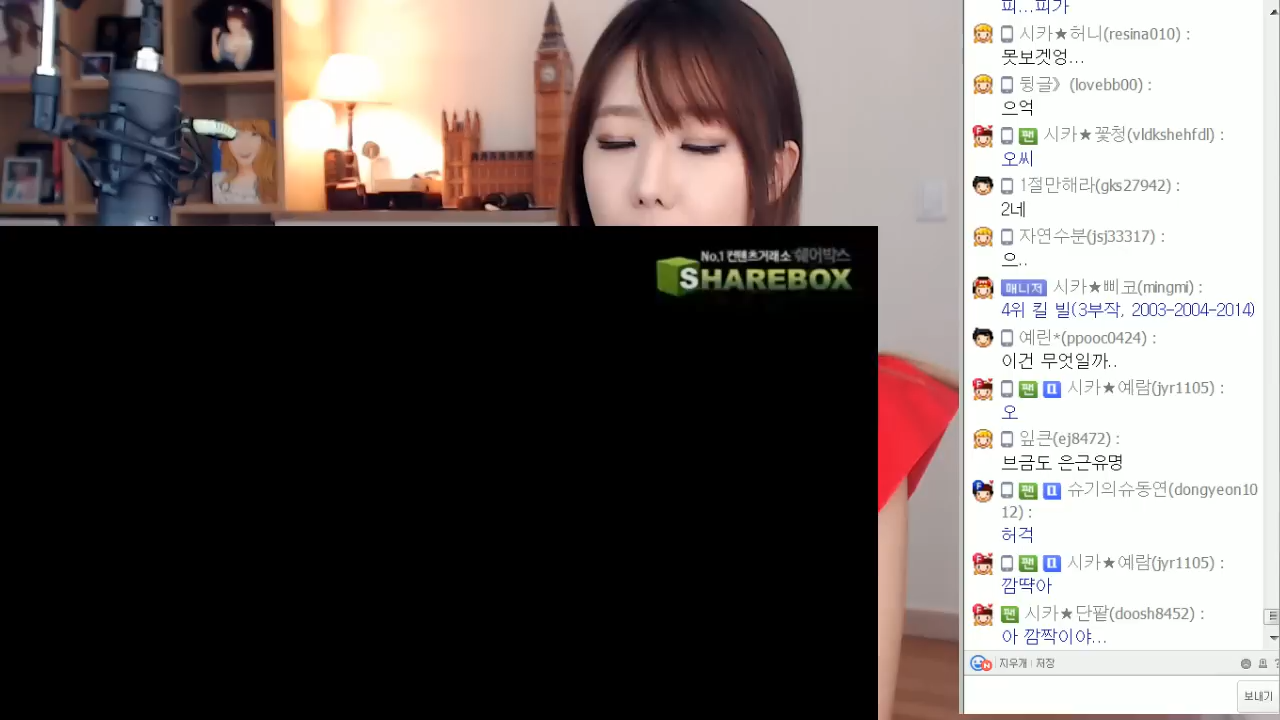 No.1 컨텐츠거래소 쉐어박스
SHAREBOX
피...피가
시카★허니(resina010) :
못보겟엉...
뒹글》(lovebb00) :
으억
팬 시카★꽃청(vldkshehfdl) :
오씨
1절만해라(gks27942) :
2네
자연수분(jsj33317) :
으..
매니저 시카★삐코(mingmi) :
4위 킬 빌(3부작, 2003-2004-2014)
예린*(ppooc0424) :
이건 무엇일까..
팬 시카★예람(jyr1105) :
오
잎큰(ej8472) :
브금도 은근유명
팬 슈기의슈동연(dongyeon10
12) :
허걱
팬 시카★예람(jyr1105) :
깜땩아
팬 시카★단팥(doosh8452) :
아 깜짝이야...
지우개 | 저장
보내기